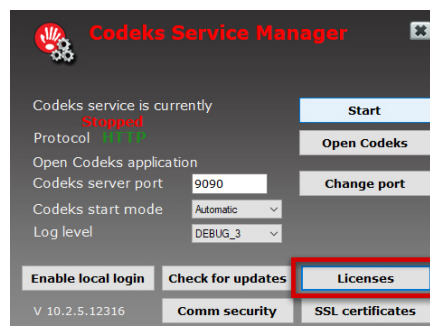 Codeks Service Manager
Codeks service is currently
Stopped
Start
Protocol HTTP
Open Codeks
Open Codeks application
Codeks server port 9090
Change port
Codeks start mode Automatic
Log level DEBUG_3
Enable local login Check for updates Licenses
V 10.2.5.12316 Comm security SSL certificates